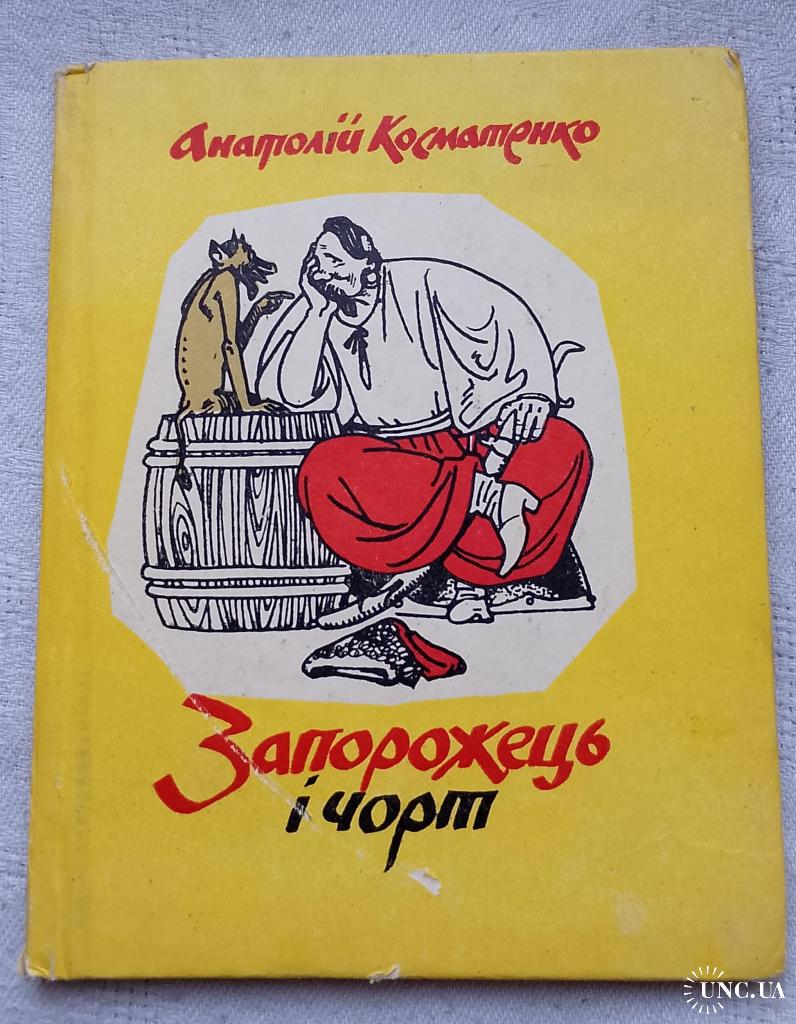 Анатолій Косматенко
Запорожець
і чорт
UNC.UA